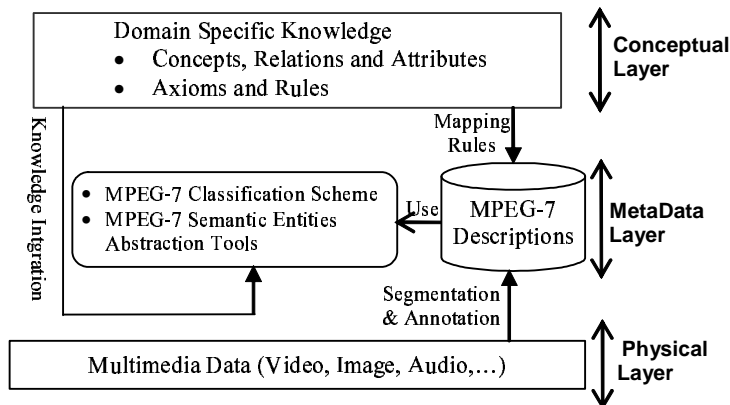 Domain Specific Knowledge
• Concepts, Relations and Attributes
• Axioms and Rules
Conceptual
Layer
Knowledge Intgration
Mapping
Rules
• MPEG-7 Classification Scheme
• MPEG-7 Semantic Entities
Abstraction Tools
Use
MPEG-7
Descriptions
MetaData
Layer
Segmentation
& Annotation
Multimedia Data (Video, Image, Audio,...)
Physical
Layer